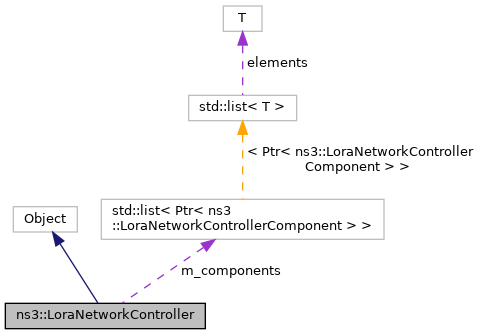 T
elements
std::list< T >
< Ptr< ns3::LoraNetworkController
Component > >
std::list< Ptr< ns3
::LoraNetworkControllerComponent > >
Object
m_components
ns3::LoraNetworkController